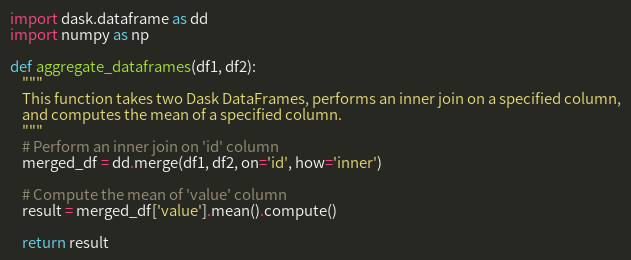 import dask.dataframe as dd
import numpy as np

def aggregate_dataframes(df1, df2):
    """
    This function takes two Dask DataFrames, performs an inner join on a specified column,
    and computes the mean of a specified column.
    """
    # Perform an inner join on 'id' column
    merged_df = dd.merge(df1, df2, on='id', how='inner')

    # Compute the mean of 'value' column
    result = merged_df['value'].mean().compute()

    return result